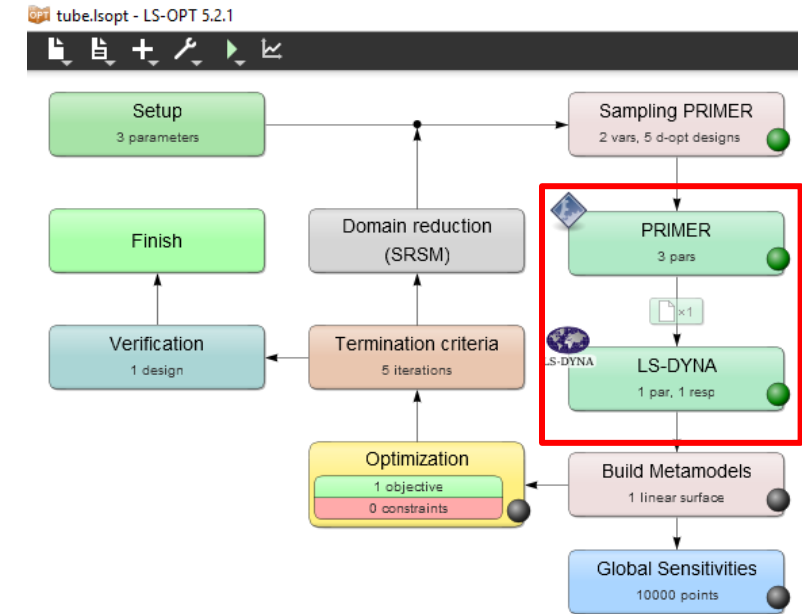 OPT tube.lsopt - LS-OPT 5.2.1
Setup
3 parameters
Sampling PRIMER
2 vars, 5 d-opt designs
Finish
Domain reduction
(SRSM)
PRIMER
3 pars
×1
Verification
1 design
Termination criteria
5 iterations
LS-DYNA
LS-DYNA
1 par, 1 resp
Optimization
1 objective
0 constraints
Build Metamodels
1 linear surface
Global Sensitivities
10000 points